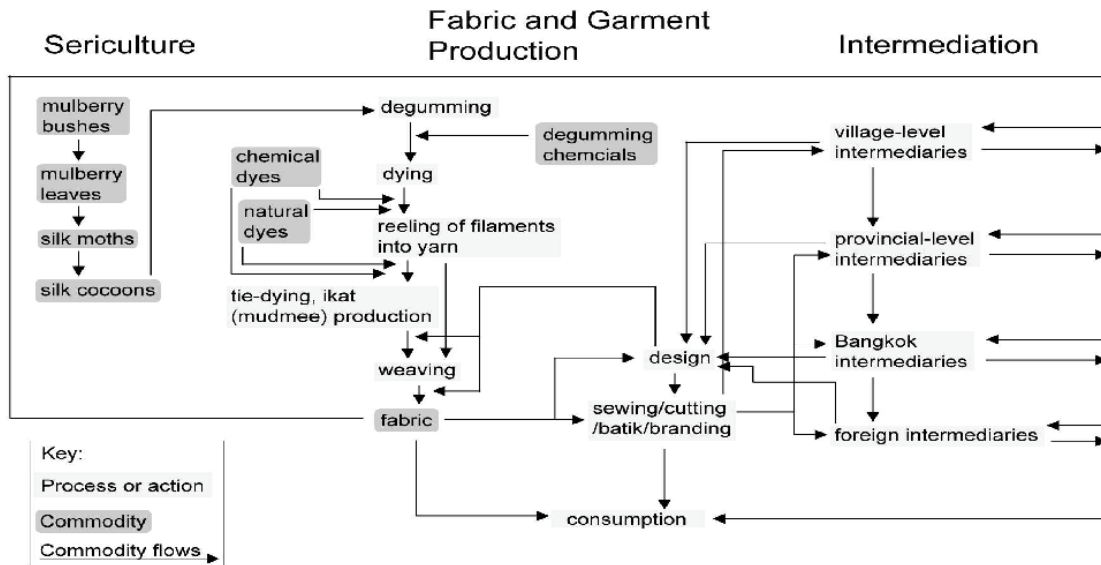 Sericulture
Fabric and Garment
Production
Intermediation
mulberry
bushes
mulberry
leaves
silk moths
silk cocoons
degumming
degumming
chemcials
chemical
dyes
dying
natural
dyes
reeling of filaments
into yarn
tie-dying, ikat
(mudmee) production
weaving
fabric
design
sewing/cutting
/batik/branding
consumption
village-level
intermediaries
provincial-level
intermediaries
Bangkok
intermediaries
foreign intermediaries
Key:
Process or action
Commodity
Commodity flows